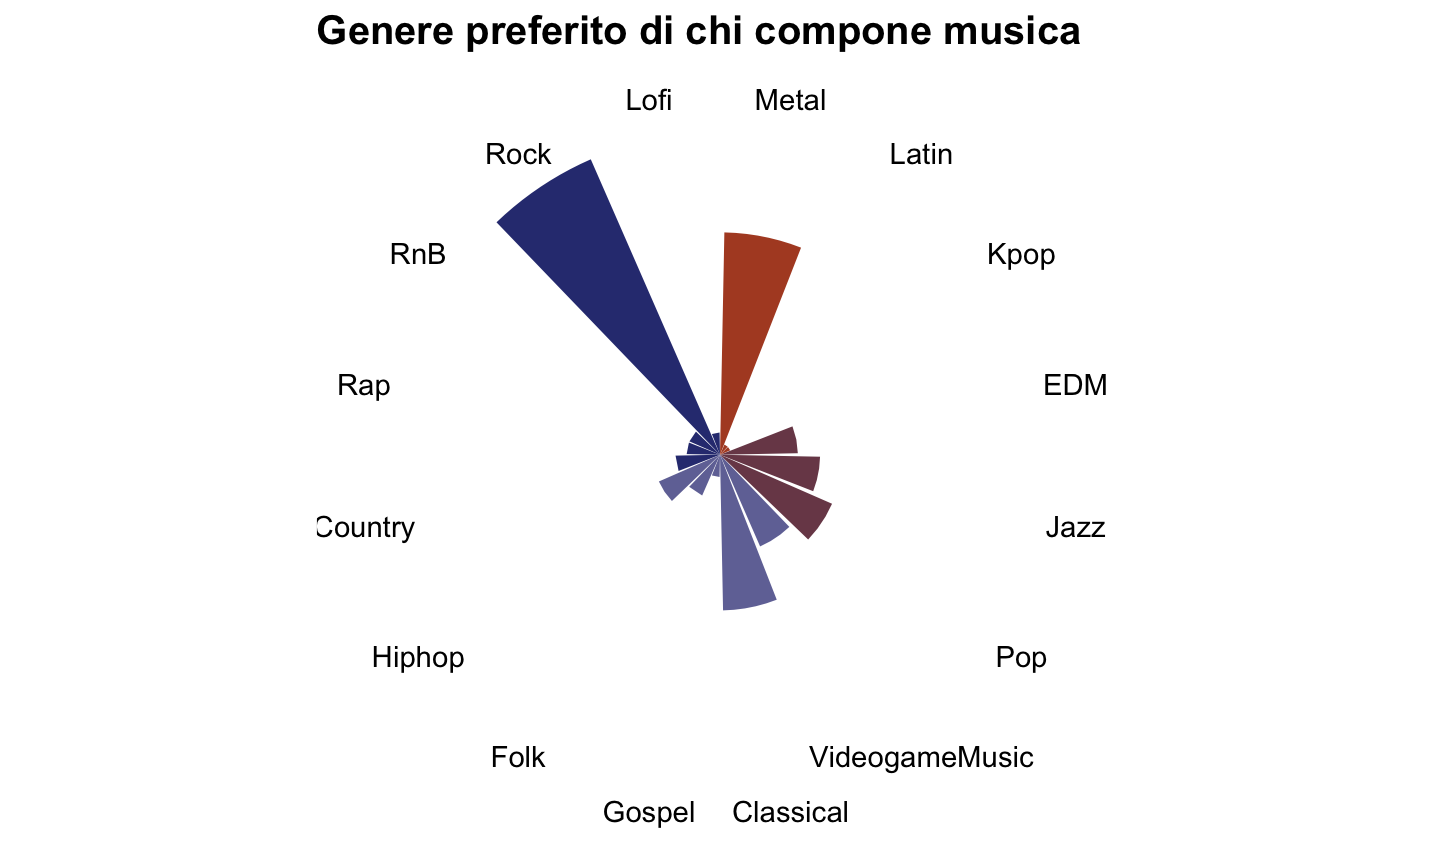 Genere preferito di chi compone musica
Lofi
Metal
Rock
Latin
RnB
Kpop
Rap
EDM
Country
Jazz
Hiphop
Pop
Folk
VideogameMusic
Gospel
Classical